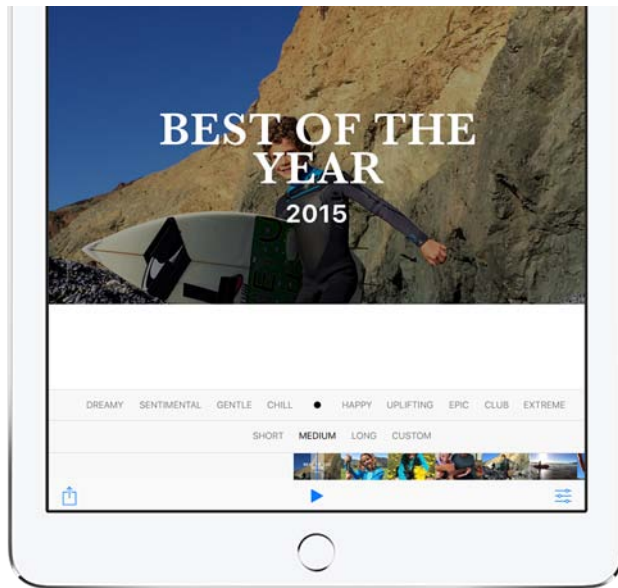 BEST OF THE
YEAR
2015
DREAMY SENTIMENTAL GENTLE CHILL HAPPY UPLIFTING EPIC CLUB EXTREME
SHORT MEDIUM LONG CUSTOM